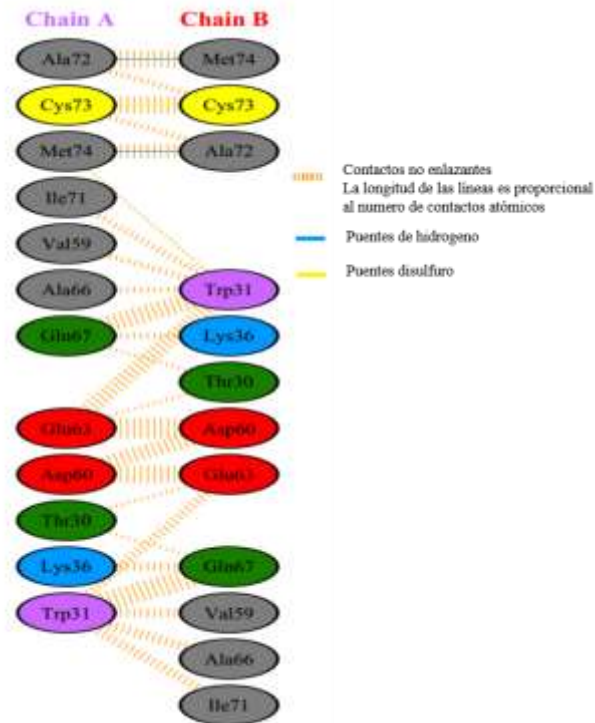 Chain A Chain B
Ala72 Met74
Cys73 Cys73
Met74 Ala72
Ile71
Val59
Ala66 Trp31
Gln67 Lys36
Thr30
Glu63 Asp60
Asp60 Glu63
Thr30
Lys36 Gln67
Trp31 Val59
Ala66
Ile71
Contactos no enlazantes
La longitud de las líneas es proporcional
al numero de contactos atómicos
Puentes de hidrogeno
Puentes disulfuro